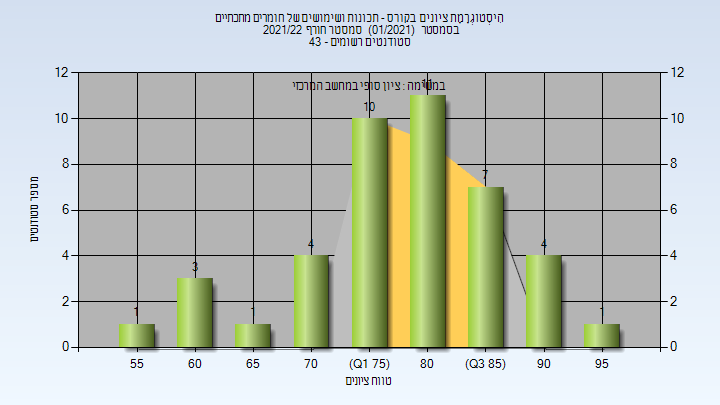 היסטוגְרָמַת ציונים בקורס - תכונות ושימושים של חומרים מתכתיים
בסמסטר (01/2021) סמסטר חורף 2021/22
סטודנטים רשומים - 43
במשימה : ציון סופי במחשב המרכזי
מספר סטודנטים
12 12
10 10
8 8
6 6
4 4
2 2
0 0
1 3 1 4 10 11 7 4 1
55 60 65 70 (Q1 75) 80 (Q3 85) 90 95
טווח ציונים